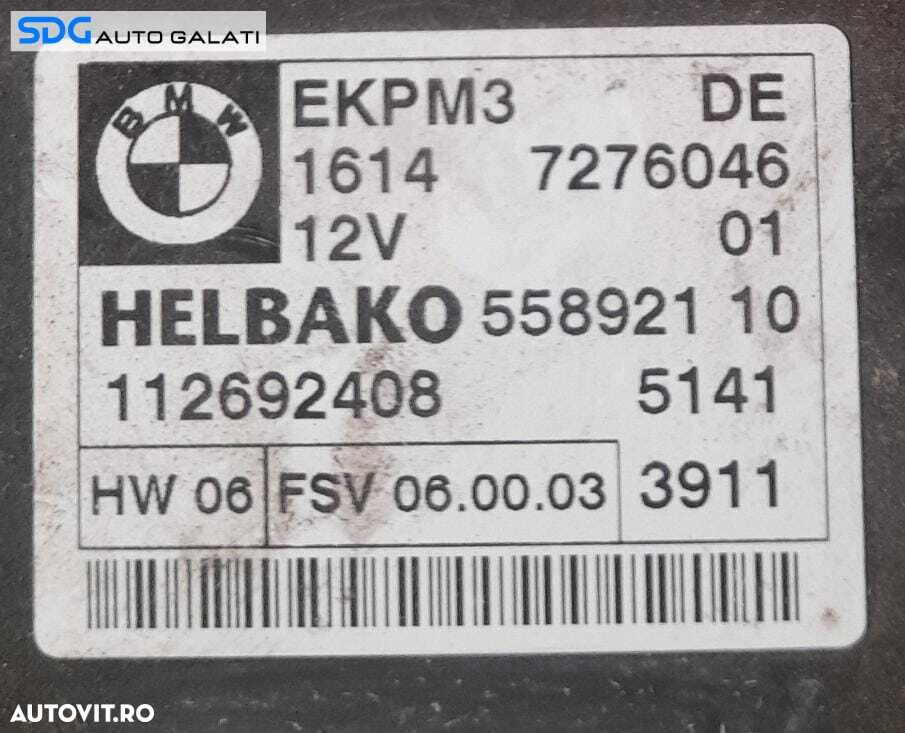 SDG AUTO GALATI
BMW
EKPM3 DE
1614 7276046
12V 01
HELBAKO 558921 10
112692408 5141
HW 06 FSV 06.00.03 3911
AUTOVIT.RO